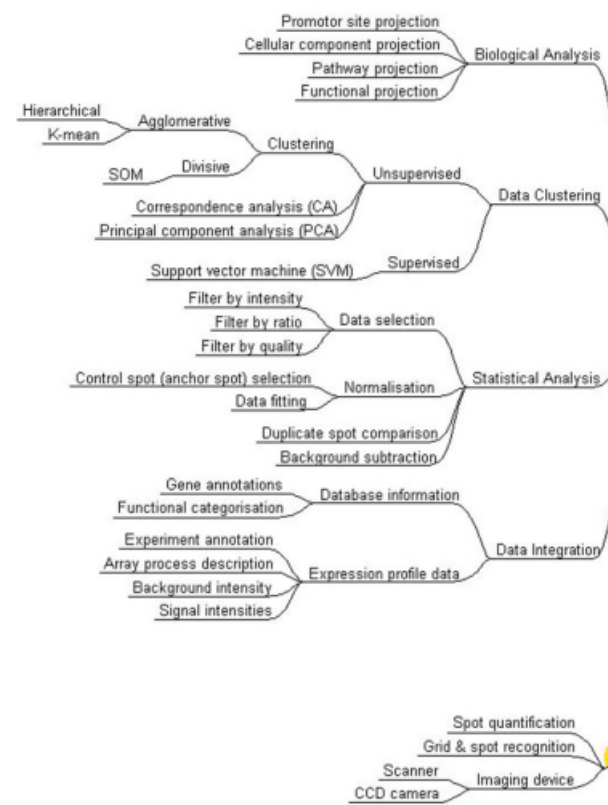 Promotor site projection
Cellular component projection
Biological Analysis
Pathway projection
Functional projection
Hierarchical
Agglomerative
K-mean
Clustering
Divisive
SOM
Unsupervised
Correspondence analysis (CA)
Data Clustering
Principal component analysis (PCA)
Support vector machine (SVM)
Supervised
Filter by intensity
Data selection
Filter by ratio
Filter by quality
Control spot (anchor spot) selection
Normalisation
Statistical Analysis
Data fitting
Duplicate spot comparison
Background subtraction
Gene annotations
Database information
Functional categorisation
Experiment annotation
Data Integration
Array process description
Expression profile data
Background intensity
Signal intensities
Spot quantification
Grid & spot recognition
Scanner
Imaging device
CCD camera